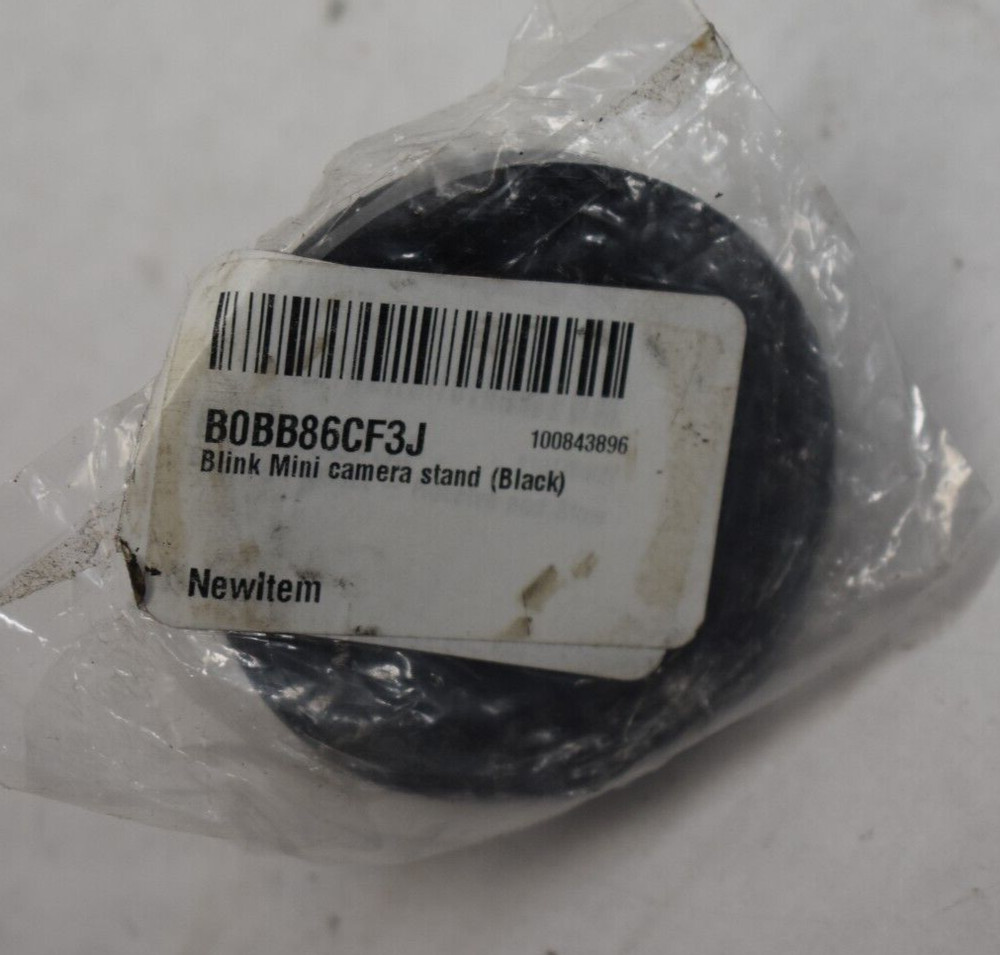 B0BB86CF3J 100843896
Blink Mini camera stand (Black)
NewItem